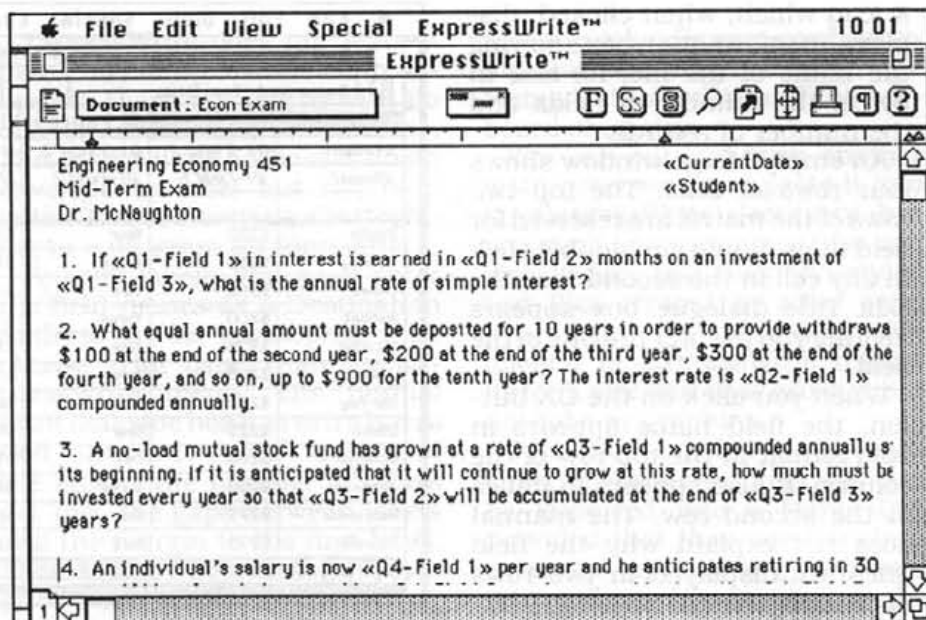 File Edit View Special ExpressWrite™ 10:01
ExpressWrite™
Document: Econ Exam
F Ss S ¶ ?
Engineering Economy 451 «CurrentDate»
Mid-Term Exam «Student»
Dr. McNaughton
1. If «Q1-Field 1» in interest is earned in «Q1-Field 2» months on an investment of
«Q1-Field 3», what is the annual rate of simple interest?
2. What equal annual amount must be deposited for 10 years in order to provide withdrawa
$100 at the end of the second year, $200 at the end of the third year, $300 at the end of the
fourth year, and so on, up to $900 for the tenth year? The interest rate is «Q2-Field 1»
compounded annually.
3. A no-load mutual stock fund has grown at a rate of «Q3-Field 1» compounded annually s
its beginning. If it is anticipated that it will continue to grow at this rate, how much must be
invested every year so that «Q3-Field 2» will be accumulated at the end of «Q3-Field 3»
years?
4. An individual's salary is now «Q4-Field 1» per year and he anticipates retiring in 30
1